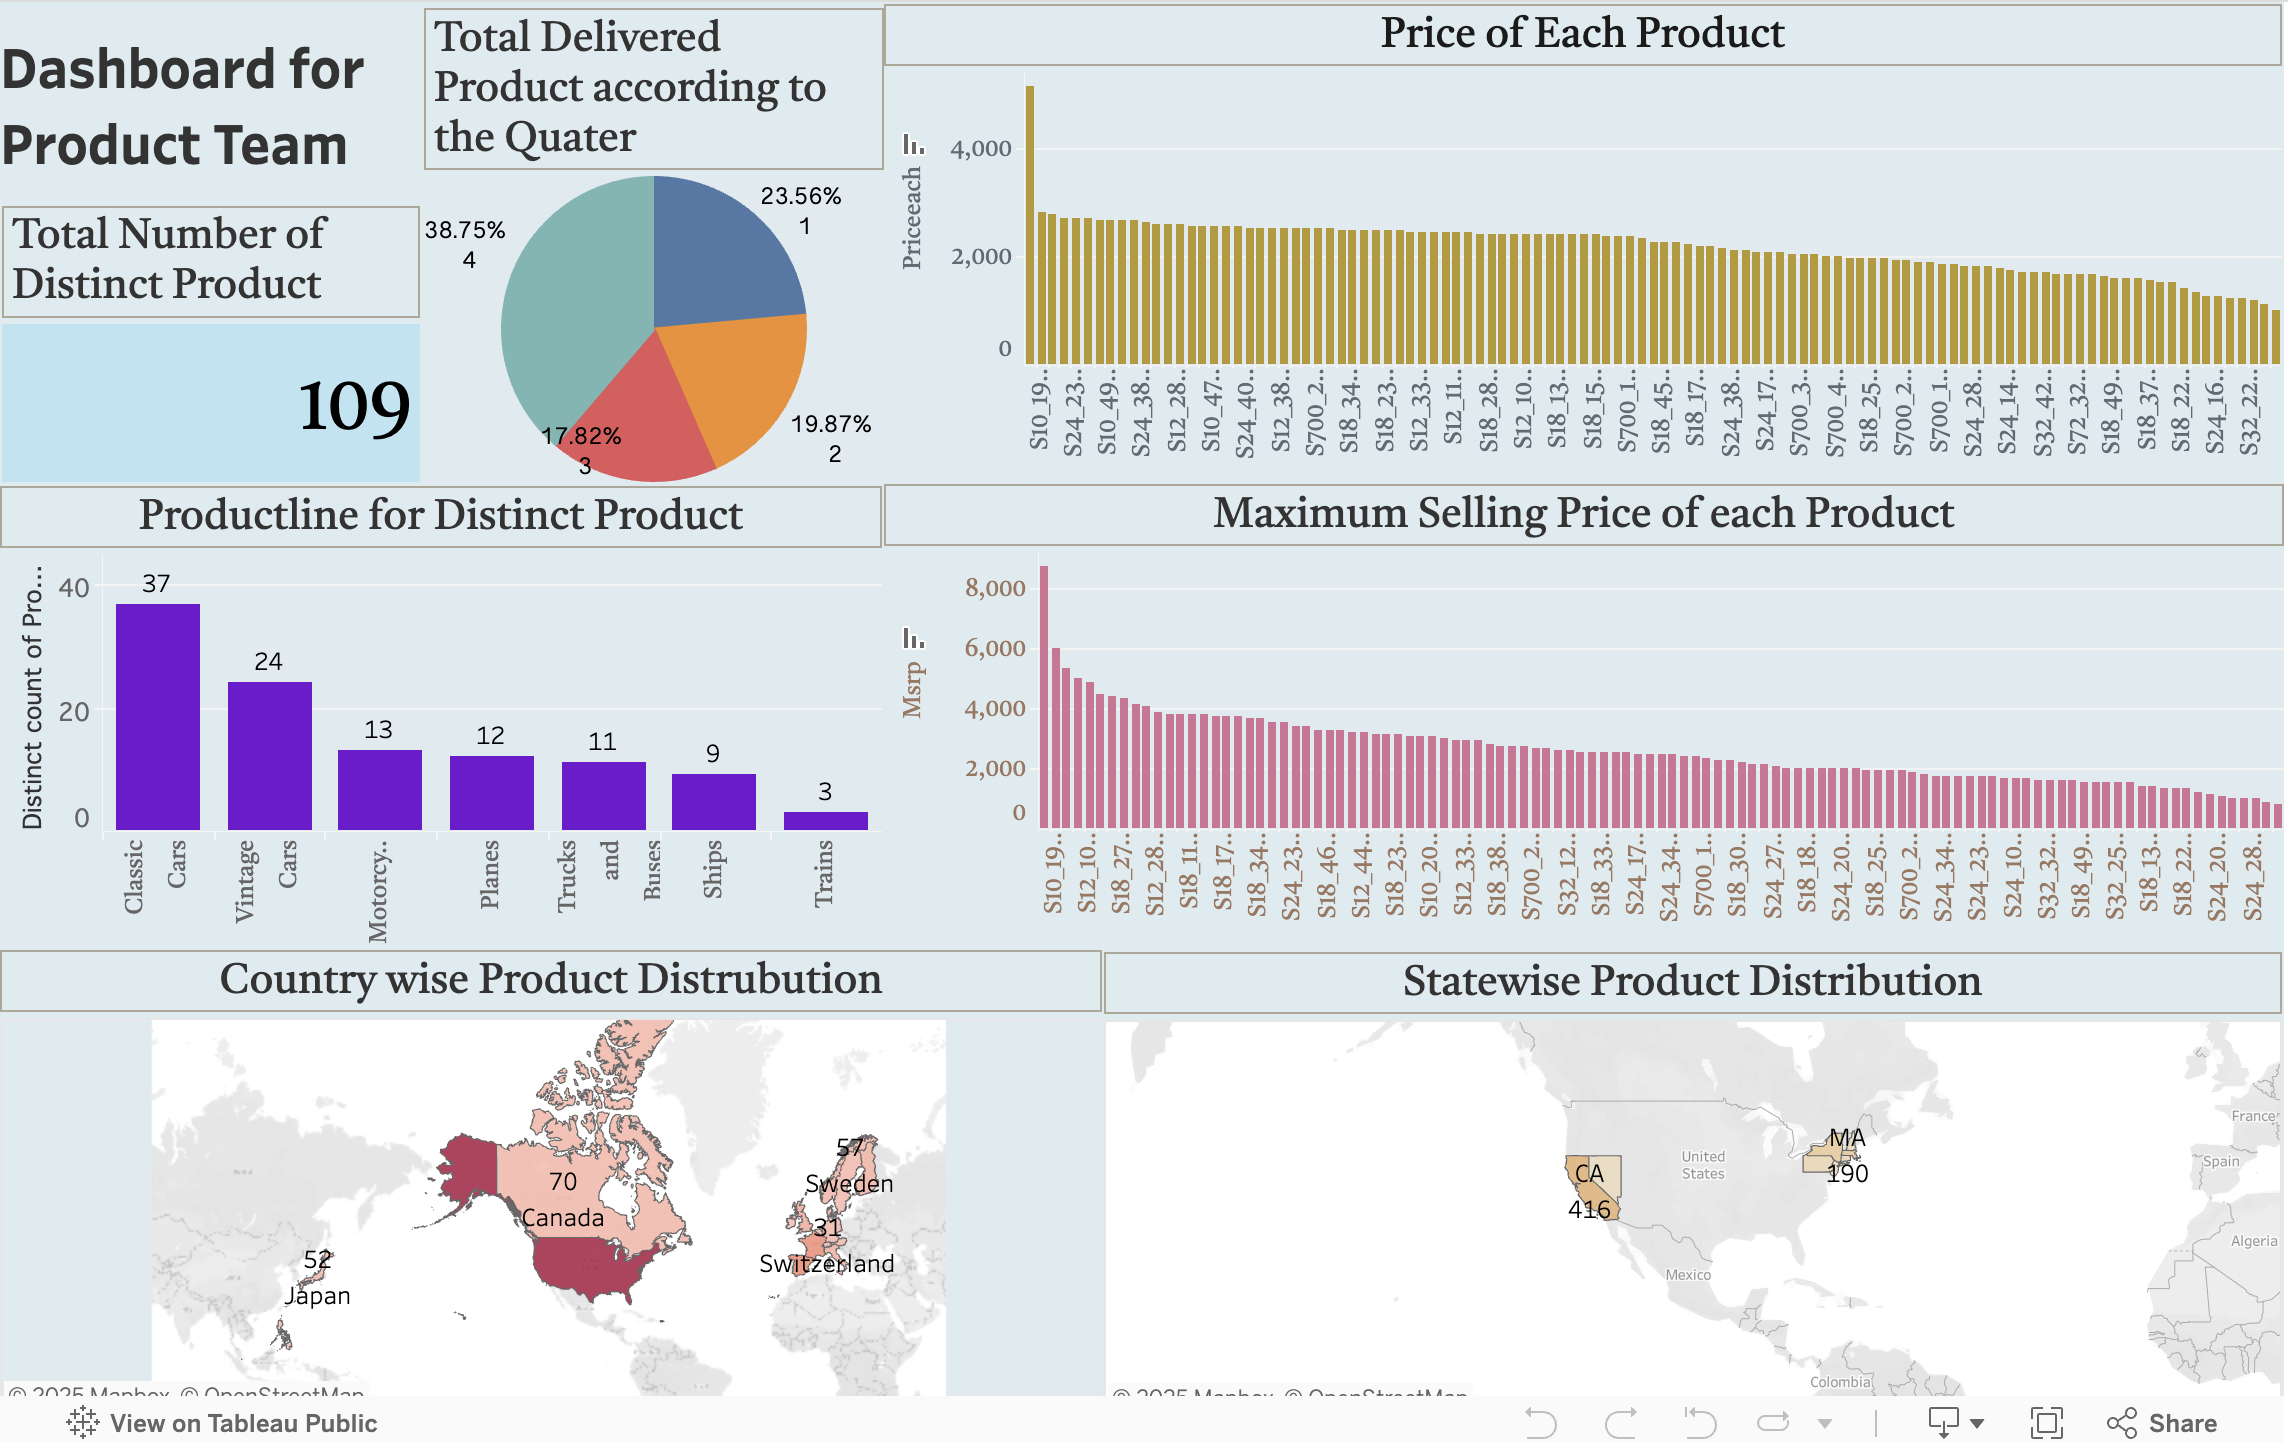 Dashboard for
Product Team
Total Number of
Distinct Product
109
Total Delivered
Product according to
the Quater
23.56%
1
38.75%
4
19.87%
2
17.82%
3
Price of Each Product
Priceeach
4,000
2,000
0
S10_19..
S24_23..
S10_49..
S24_38..
S12_28..
S10_47..
S24_40..
S12_38..
S700_2..
S18_34..
S18_23..
S12_33..
S12_11..
S18_28..
S12_10..
S18_13..
S18_15..
S700_1..
S18_45..
S18_17..
S24_38..
S24_17..
S700_3..
S700_4..
S18_25..
S700_2..
S700_1..
S24_28..
S24_14..
S32_42..
S72_32..
S18_49..
S18_37..
S18_22..
S24_16..
S32_22..
Productline for Distinct Product
Distinct count of Pro...
40
20
0
37
24
13
12
11
9
3
Classic
Cars
Vintage
Cars
Motorcy..
Planes
Trucks
and
Buses
Ships
Trains
Maximum Selling Price of each Product
Msrp
8,000
6,000
4,000
2,000
0
S10_19..
S12_10..
S18_27..
S12_28..
S18_11..
S18_17..
S18_34..
S24_23..
S18_46..
S12_44..
S18_23..
S10_20..
S12_33..
S18_38..
S700_2..
S32_12..
S18_33..
S24_17..
S24_34..
S700_1..
S18_30..
S24_27..
S18_18..
S24_20..
S18_25..
S700_2..
S24_34..
S24_23..
S24_10..
S32_32..
S18_49..
S32_25..
S18_13..
S18_22..
S24_20..
S24_28..
Country wise Product Distrubution
70
Canada
57
Sweden
31
Switzerland
52
Japan
© 2025 Mapbox © OpenStreetMap
Statewise Product Distribution
MA
190
CA
416
United
States
Mexico
Colombia
France
Spain
Algeria
© 2025 Mapbox © OpenStreetMap
View on Tableau Public
Share